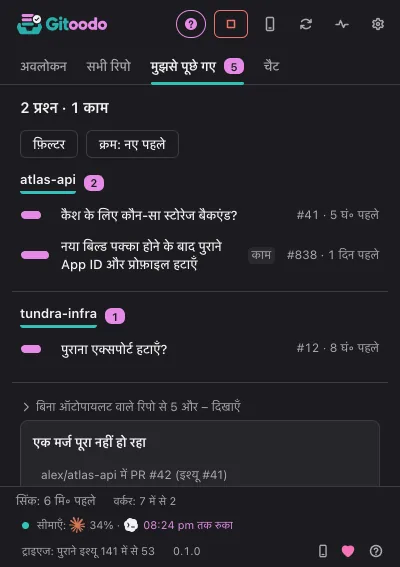 Gitoodo
अवलोकन सभी रिपो मुझसे पूछे गए 5 चैट
2 प्रश्न · 1 काम
फ़िल्टर क्रम: नए पहले
atlas-api 2
कैश के लिए कौन-सा स्टोरेज बैकएंड? #41 · 5 घं॰ पहले
नया बिल्ड पक्का होने के बाद पुराने
App ID और प्रोफ़ाइल हटाएँ काम #838 · 1 दिन पहले
tundra-infra 1
पुराना एक्सपोर्ट हटाएँ? #12 · 8 घं॰ पहले
बिना ऑटोपायलट वाले रिपो से 5 और – दिखाएँ
एक मर्ज पूरा नहीं हो रहा
alex/atlas-api में PR #42 (इश्यू #41)
सिंक: 6 मि॰ पहले वर्कर: 7 में से 2
सीमाएँ: 34% · 08:24 pm तक रुका
ट्राइएज: पुराने इश्यू 141 में से 53 0.1.0